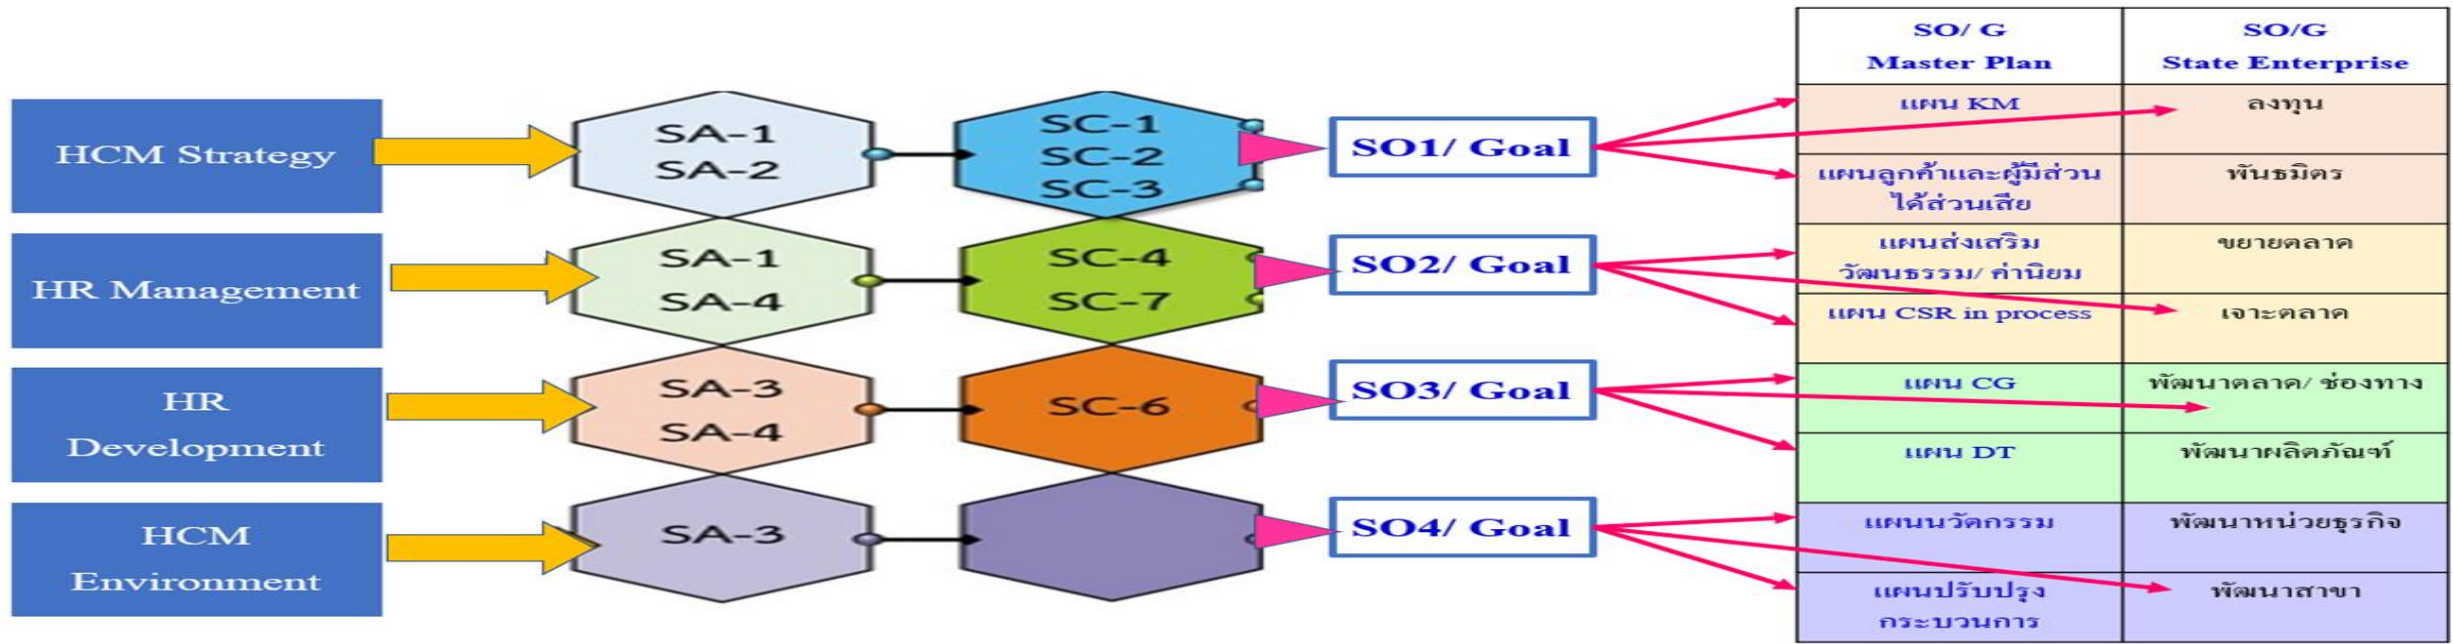 HCM Strategy
SA-1
SA-2
SC-1
SC-2
SC-3
SO1/ Goal
HR Management
SA-1
SA-4
SC-4
SC-7
SO2/ Goal
HR
Development
SA-3
SA-4
SC-6
SO3/ Goal
HCM
Environment
SA-3
SO4/ Goal
SO/ G
Master Plan
SO/G
State Enterprise
แผน KM
ลงทุน
แผนลูกค้าและผู้มีส่วน
ได้ส่วนเสีย
พันธมิตร
แผนส่งเสริม
วัฒนธรรม/ ค่านิยม
ขยายตลาด
แผน CSR in process
เจาะตลาด
แผน CG
พัฒนาตลาด/ ช่องทาง
แผน DT
พัฒนาผลิตภัณฑ์
แผนนวัตกรรม
พัฒนาหน่วยธุรกิจ
แผนปรับปรุง
กระบวนการ
พัฒนาสาขา